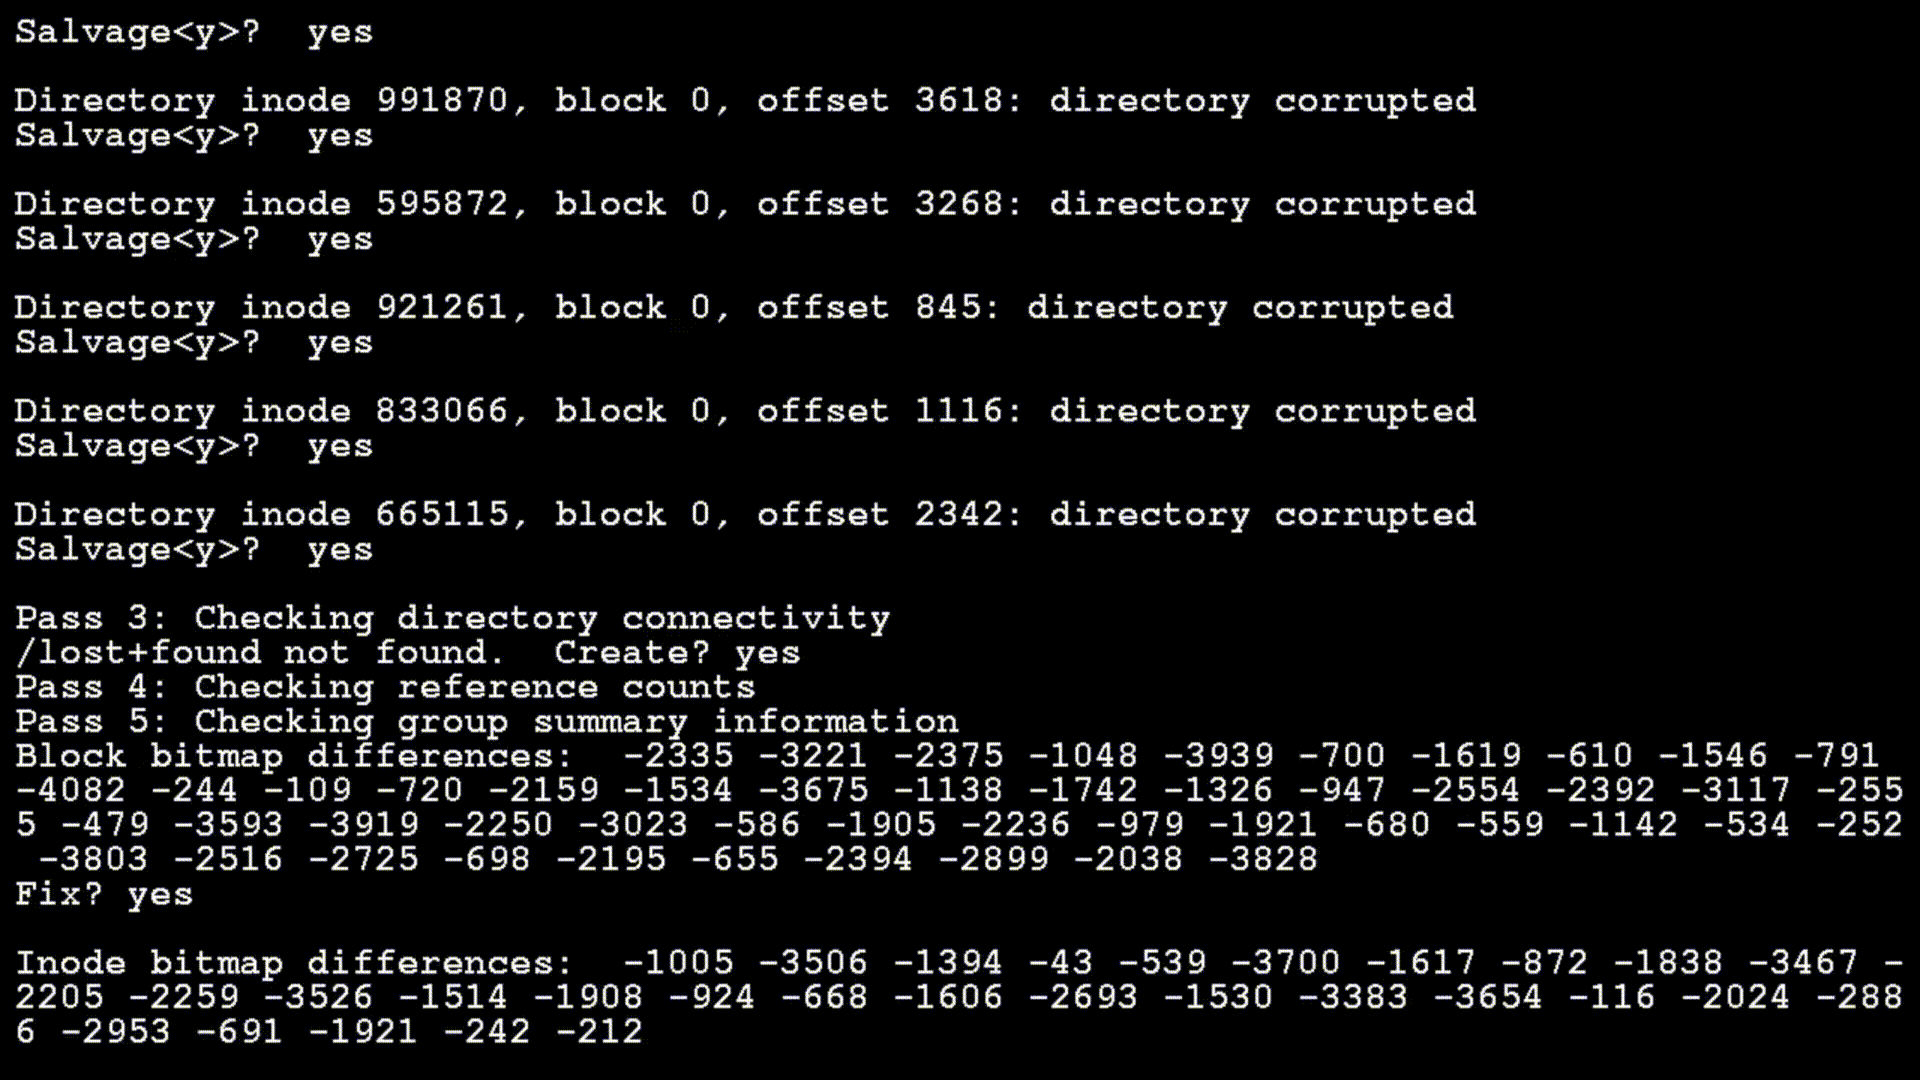 Salvage<y>?  yes
Directory inode 991870, block 0, offset 3618: directory corrupted
Salvage<y>?  yes
Directory inode 595872, block 0, offset 3268: directory corrupted
Salvage<y>?  yes
Directory inode 921261, block 0, offset 845: directory corrupted
Salvage<y>?  yes
Directory inode 833066, block 0, offset 1116: directory corrupted
Salvage<y>?  yes
Directory inode 665115, block 0, offset 2342: directory corrupted
Salvage<y>?  yes
Pass 3: Checking directory connectivity
/lost+found not found.  Create? yes
Pass 4: Checking reference counts
Pass 5: Checking group summary information
Block bitmap differences:  -2335 -3221 -2375 -1048 -3939 -700 -1619 -610 -1546 -791
-4082 -244 -109 -720 -2159 -1534 -3675 -1138 -1742 -1326 -947 -2554 -2392 -3117 -255
5 -479 -3593 -3919 -2250 -3023 -586 -1905 -2236 -979 -1921 -680 -559 -1142 -534 -252
-3803 -2516 -2725 -698 -2195 -655 -2394 -2899 -2038 -3828
Fix? yes
Inode bitmap differences:  -1005 -3506 -1394 -43 -539 -3700 -1617 -872 -1838 -3467 -
2205 -2259 -3526 -1514 -1908 -924 -668 -1606 -2693 -1530 -3383 -3654 -116 -2024 -288
6 -2953 -691 -1921 -242 -212